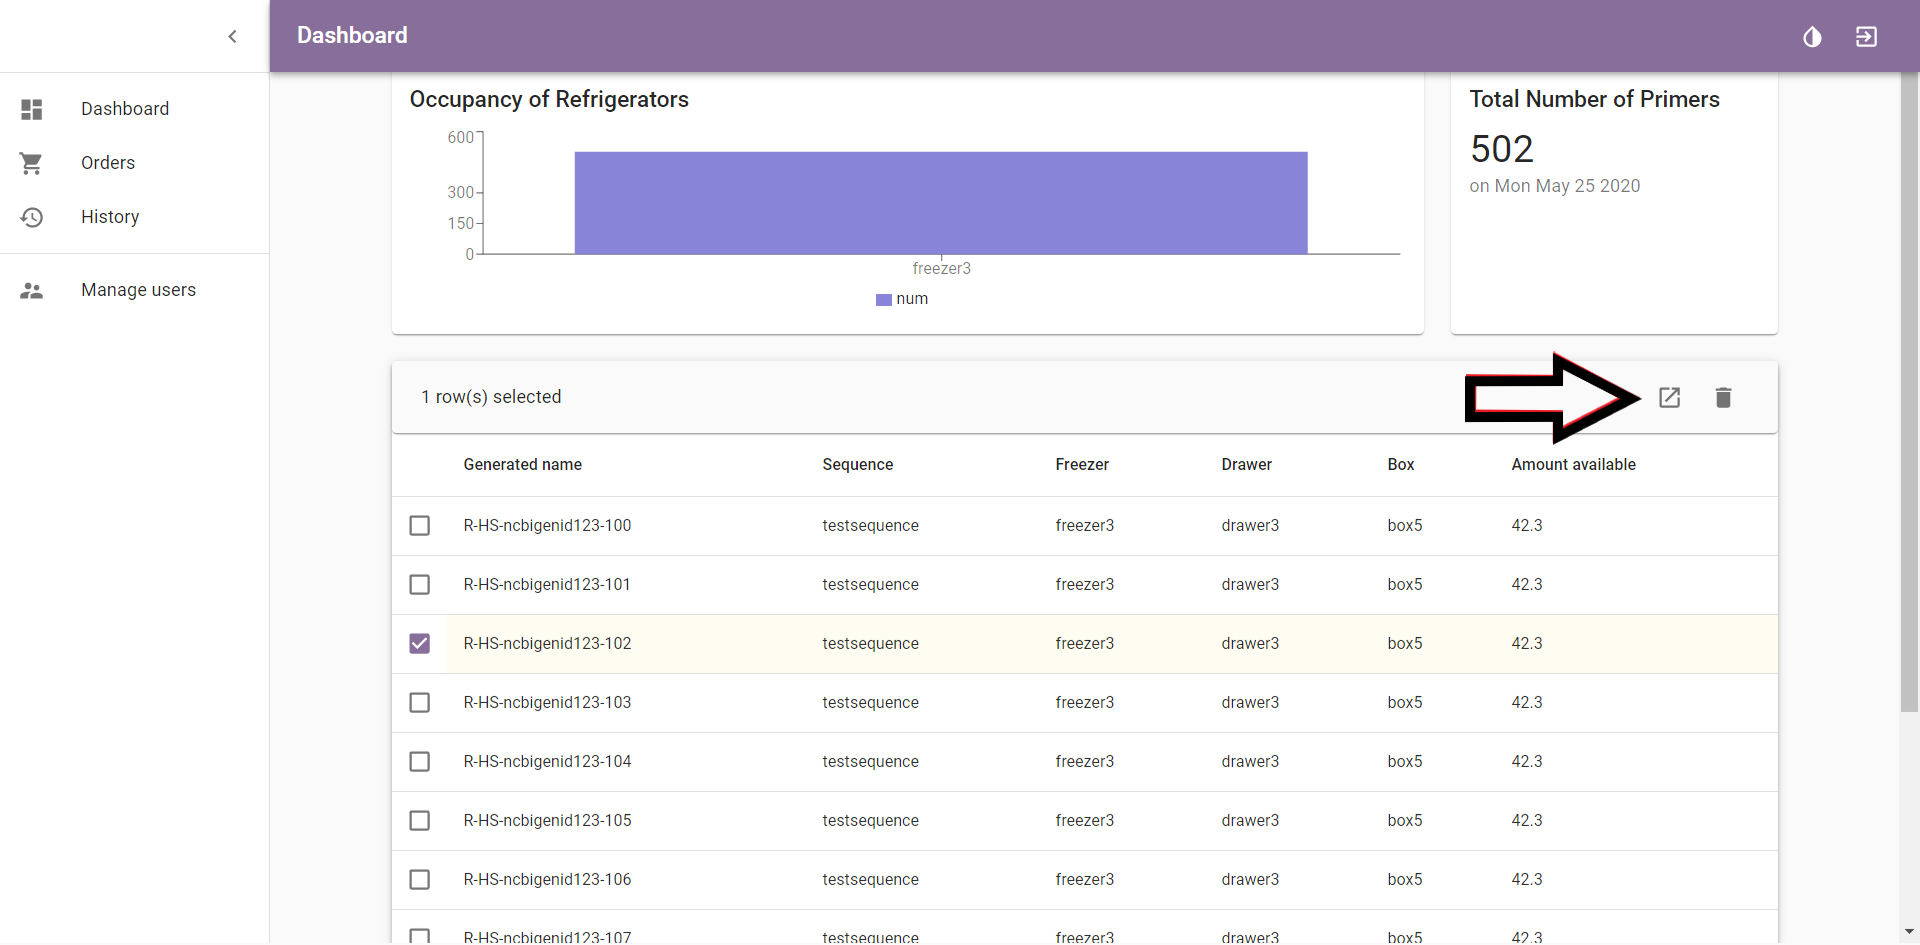 Dashboard
Dashboard
Orders
History
Manage users
Occupancy of Refrigerators
600
300
150
0
freezer3
num
Total Number of Primers
502
on Mon May 25 2020
1 row(s) selected
Generated name Sequence Freezer Drawer Box Amount available
R-HS-ncbigenid123-100 testsequence freezer3 drawer3 box5 42.3
R-HS-ncbigenid123-101 testsequence freezer3 drawer3 box5 42.3
R-HS-ncbigenid123-102 testsequence freezer3 drawer3 box5 42.3
R-HS-ncbigenid123-103 testsequence freezer3 drawer3 box5 42.3
R-HS-ncbigenid123-104 testsequence freezer3 drawer3 box5 42.3
R-HS-ncbigenid123-105 testsequence freezer3 drawer3 box5 42.3
R-HS-ncbigenid123-106 testsequence freezer3 drawer3 box5 42.3
R-HS-ncbigenid123-107 testsequence freezer3 drawer3 box5 42.3